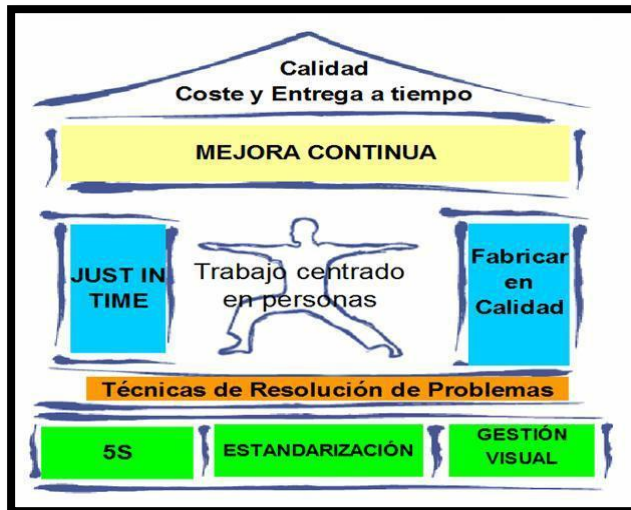 Calidad
Coste y Entrega a tiempo
MEJORA CONTINUA
JUST IN
TIME
Trabajo centrado
en personas
Fabricar
en
Calidad
Técnicas de Resolución de Problemas
5S
ESTANDARIZACIÓN
GESTIÓN
VISUAL